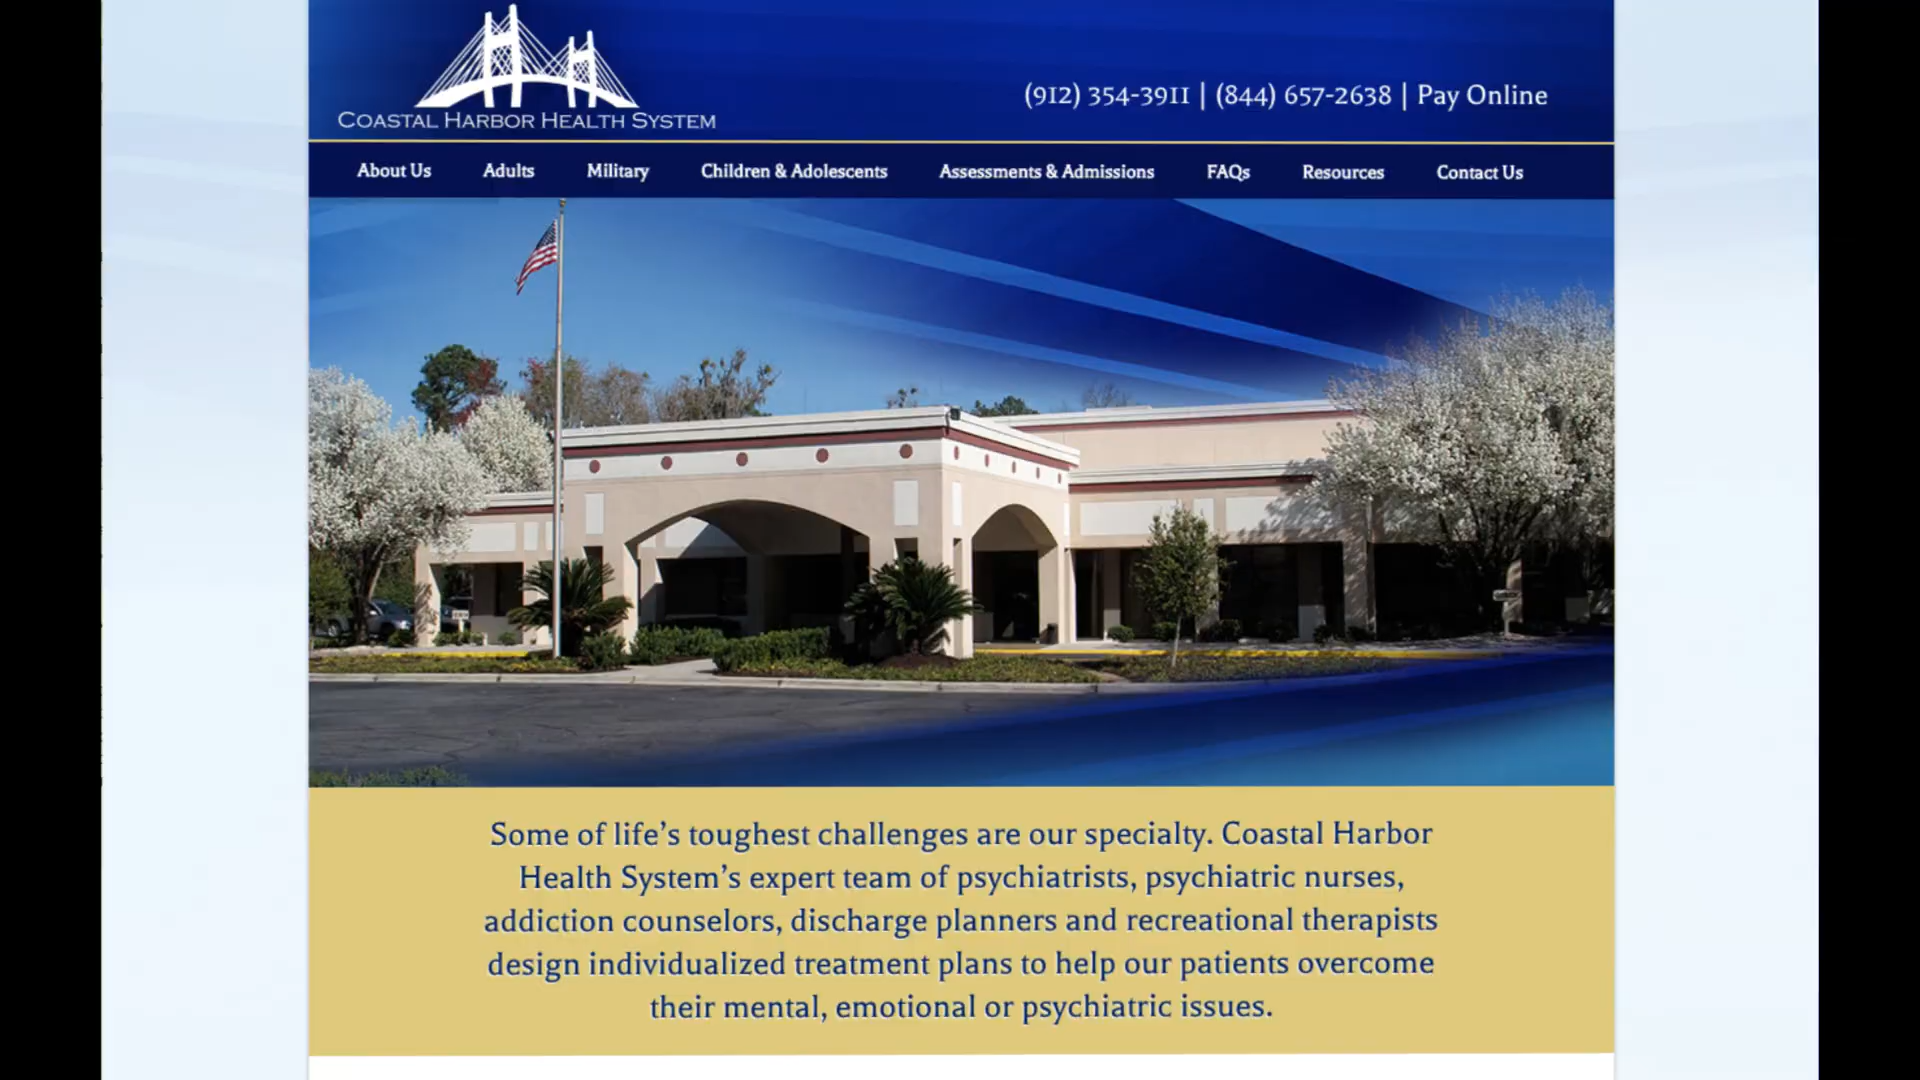 COASTAL HARBOR HEALTH SYSTEM
(912) 354-3911 | (844) 657-2638 | Pay Online
About Us Adults Military Children & Adolescents Assessments & Admissions FAQs Resources Contact Us
Some of life’s toughest challenges are our specialty. Coastal Harbor
Health System’s expert team of psychiatrists, psychiatric nurses,
addiction counselors, discharge planners and recreational therapists
design individualized treatment plans to help our patients overcome
their mental, emotional or psychiatric issues.